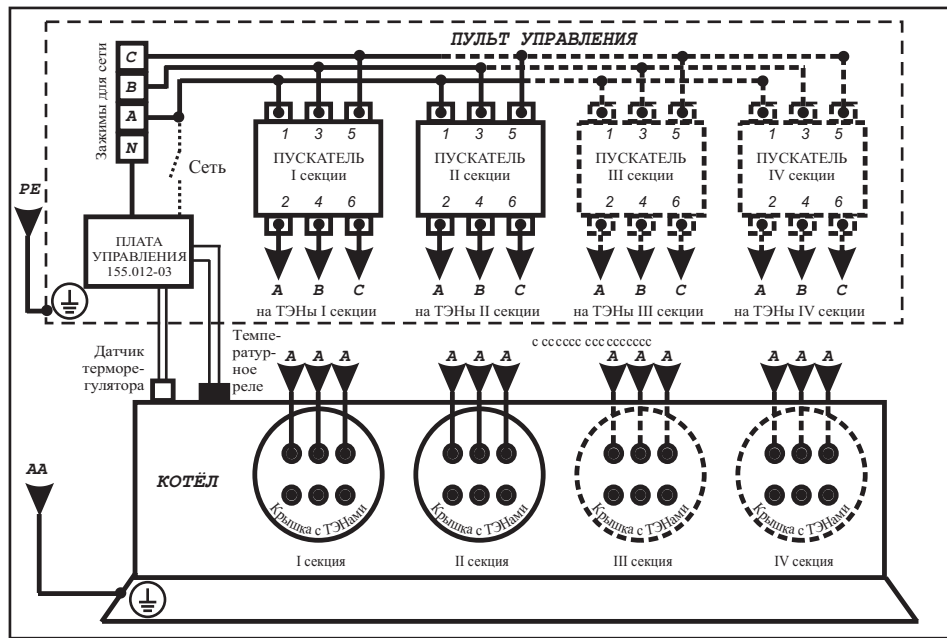 ПУЛЬТ УПРАВЛЕНИЯ
Зажимы для сети
C
B
A
N
Сеть
PE
ПЛАТА
УПРАВЛЕНИЯ
155.012-03
1 3 5
ПУСКАТЕЛЬ
I секции
2 4 6
A B C
на ТЭНы I секции
1 3 5
ПУСКАТЕЛЬ
II секции
2 4 6
A B C
на ТЭНы II секции
1 3 5
ПУСКАТЕЛЬ
III секции
2 4 6
A B C
на ТЭНы III секции
1 3 5
ПУСКАТЕЛЬ
IV секции
2 4 6
A B C
на ТЭНы IV секции
с сссссс сссссссссс
Датчик
терморе-
гулятора
Темпе-
ратур-
ное
реле
A A A
A A A
A A A
A A A
AA
КОТЁЛ
Крышка с ТЭНами
Крышка с ТЭНами
Крышка с ТЭНами
Крышка с ТЭНами
I секция
II секция
III секция
IV секция